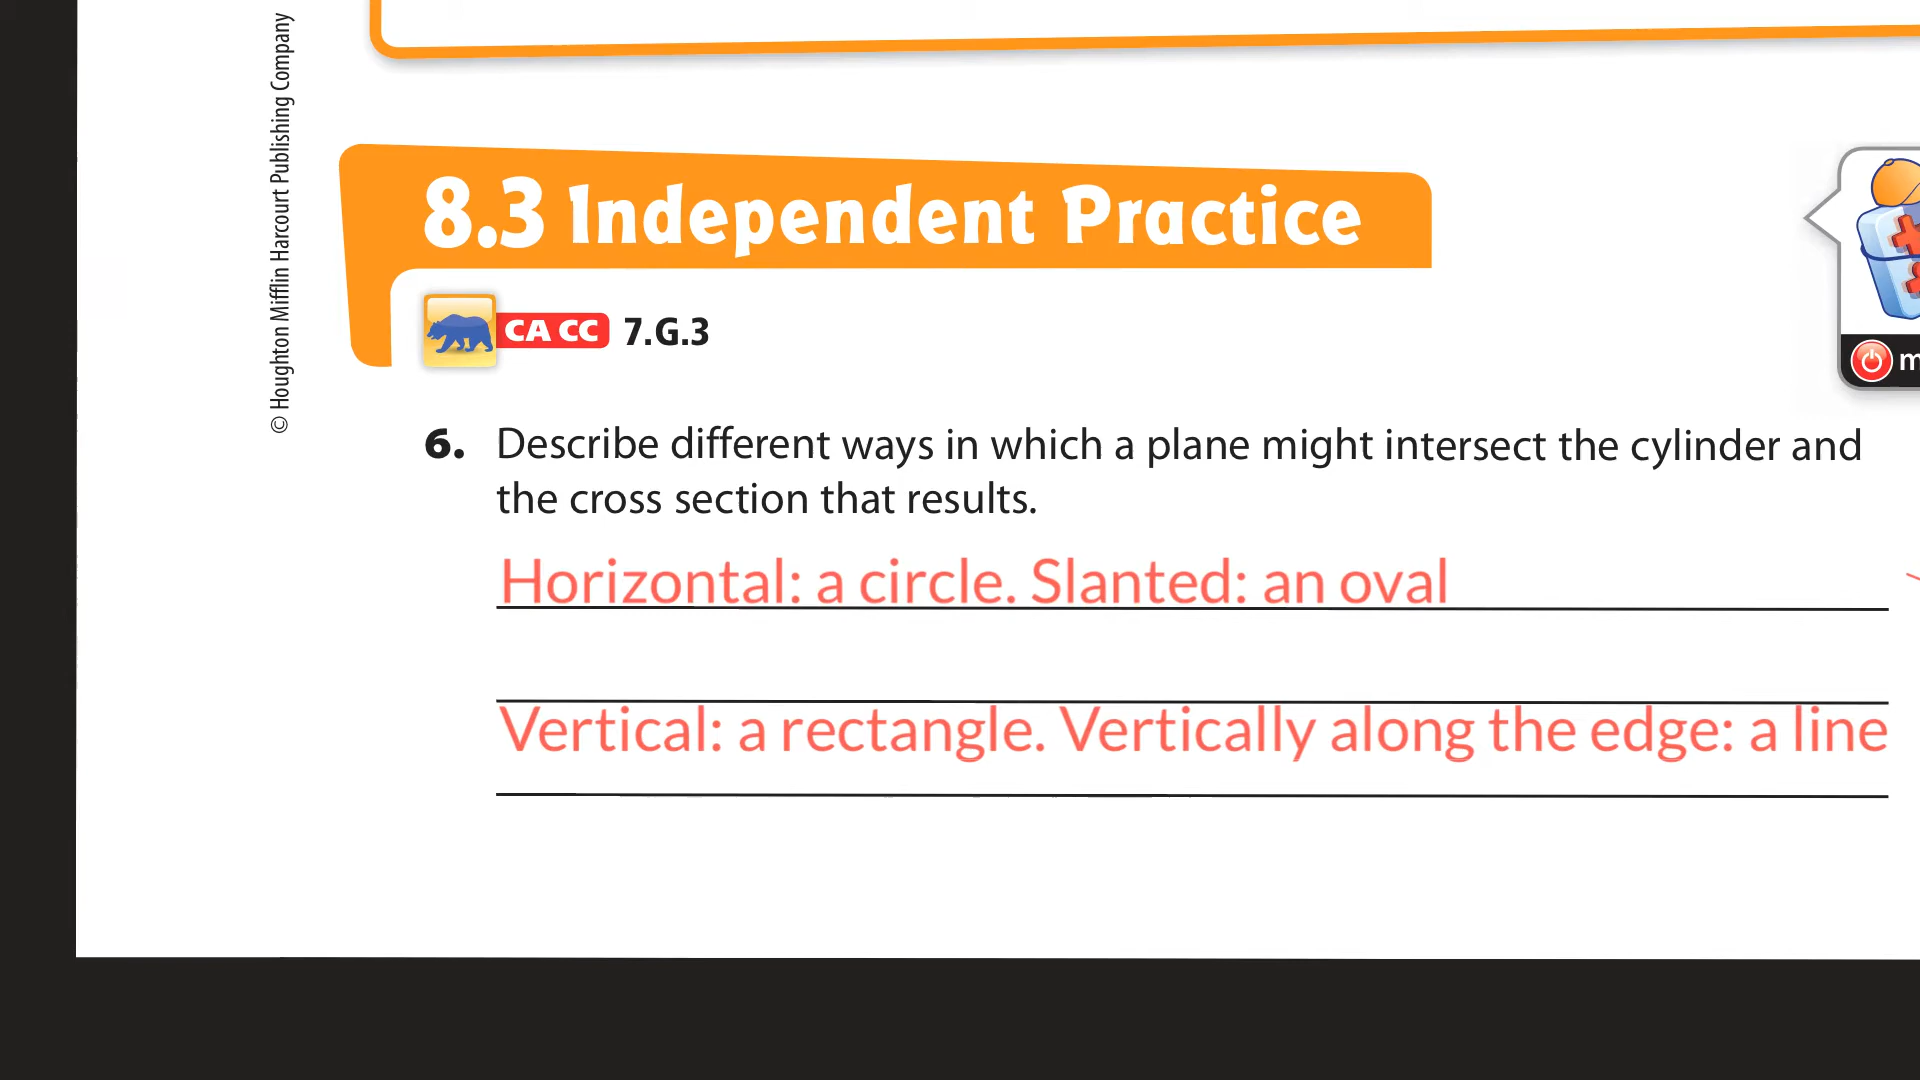 © Houghton Mifflin Harcourt Publishing Company
8.3 Independent Practice
CA CC 7.G.3
6. Describe different ways in which a plane might intersect the cylinder and
the cross section that results.
Horizontal: a circle. Slanted: an oval
Vertical: a rectangle. Vertically along the edge: a line